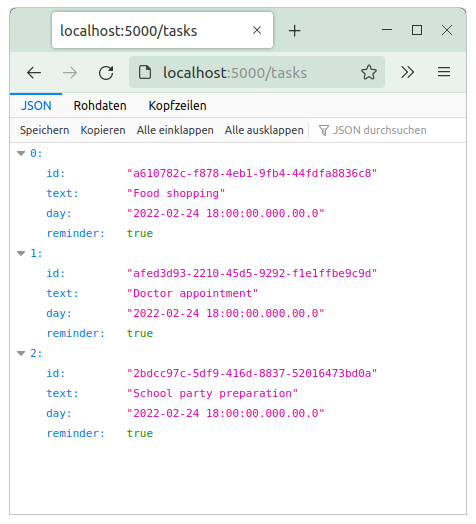 localhost:5000/tasks
localhost:5000/tasks
JSON Rohdaten Kopfzeilen
Speichern Kopieren Alle einklappen Alle ausklappen JSON durchsuchen
0:
id: "a610782c-f878-4eb1-9fb4-44fdfa8836c8"
text: "Food shopping"
day: "2022-02-24 18:00:00.000.00.0"
reminder: true
1:
id: "afed3d93-2210-45d5-9292-f1e1ffbe9c9d"
text: "Doctor appointment"
day: "2022-02-24 18:00:00.000.00.0"
reminder: true
2:
id: "2bdcc97c-5df9-416d-8837-52016473bd0a"
text: "School party preparation"
day: "2022-02-24 18:00:00.000.00.0"
reminder: true